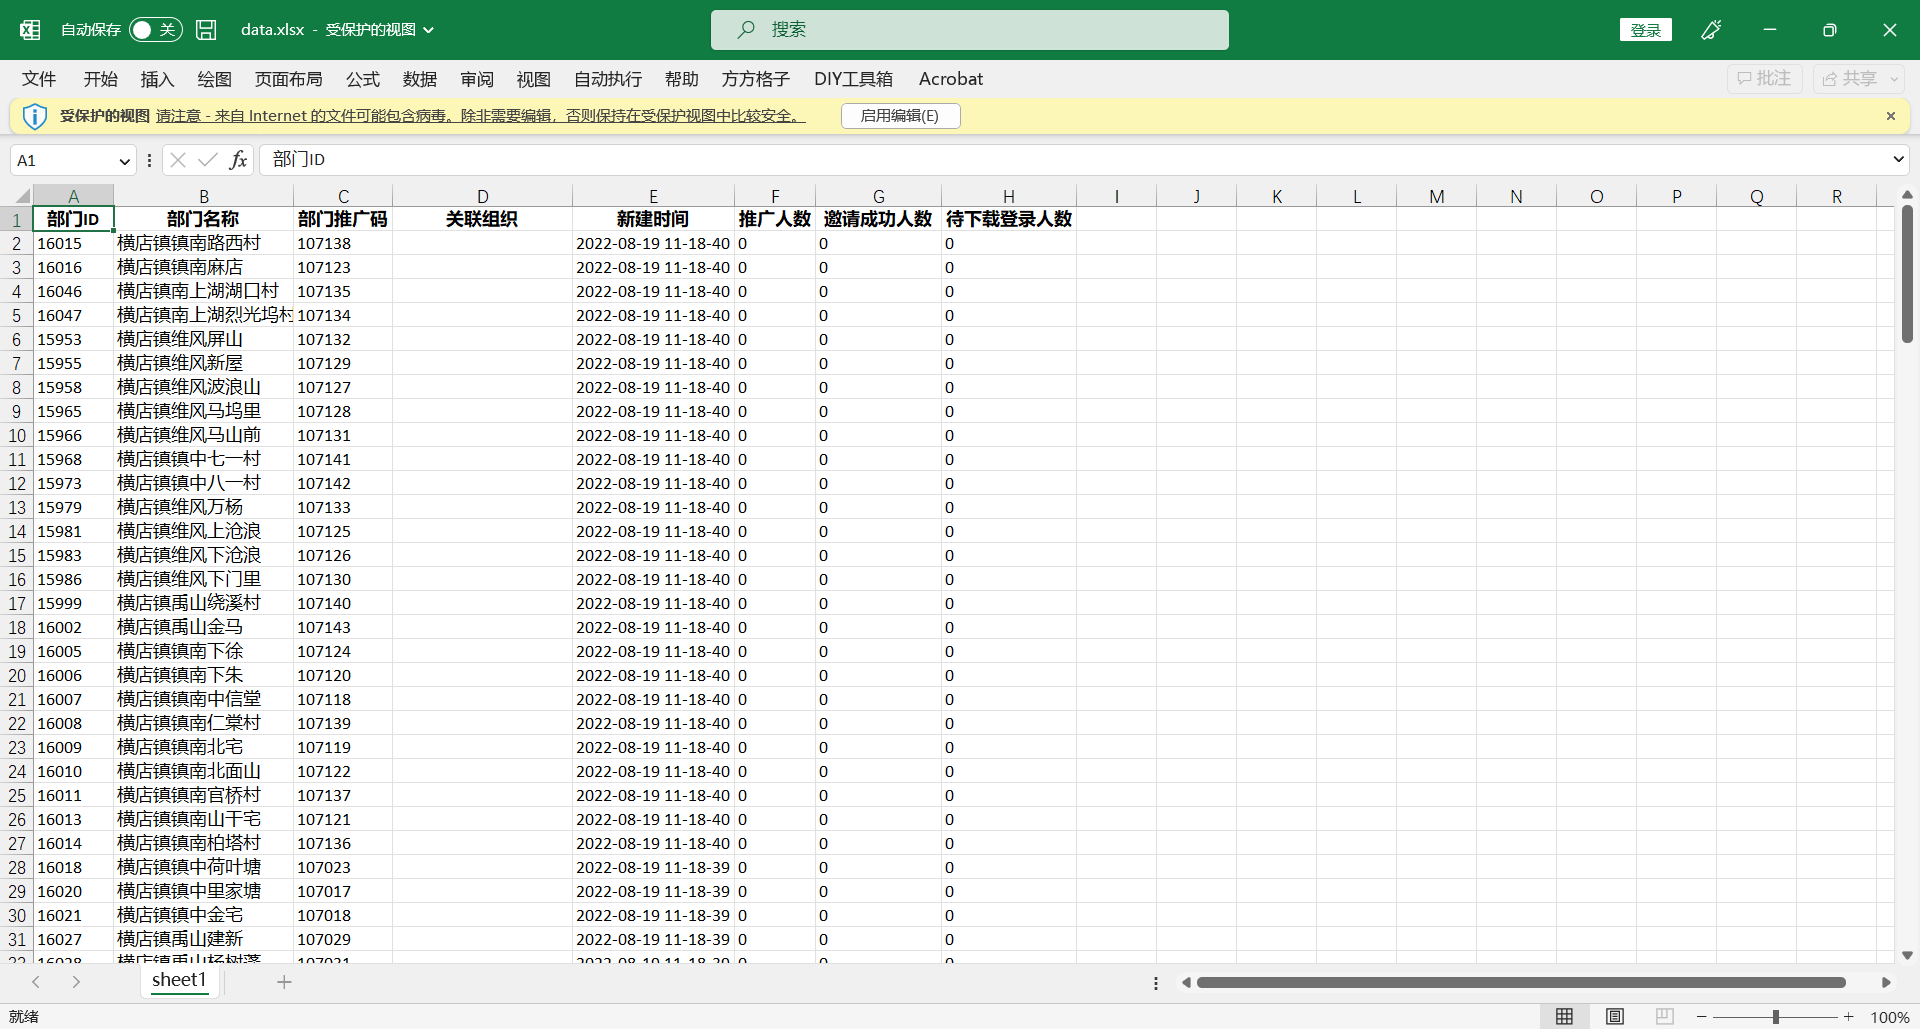 自动保存 关 data.xlsx - 受保护的视图 搜索 登录
文件 开始 插入 绘图 页面布局 公式 数据 审阅 视图 自动执行 帮助 方方格子 DIY工具箱 Acrobat 批注 共享
受保护的视图 请注意 - 来自 Internet 的文件可能包含病毒。除非需要编辑，否则保持在受保护视图中比较安全。 启用编辑(E)
A1 fx 部门ID
A B C D E F G H I J K L M N O P Q R
1 部门ID 部门名称 部门推广码 关联组织 新建时间 推广人数 邀请成功人数 待下载登录人数
2 16015 横店镇镇南路西村 107138 2022-08-19 11-18-40 0 0 0
3 16016 横店镇镇南麻店 107123 2022-08-19 11-18-40 0 0 0
4 16046 横店镇南上湖湖口村 107135 2022-08-19 11-18-40 0 0 0
5 16047 横店镇南上湖烈光坞村 107134 2022-08-19 11-18-40 0 0 0
6 15953 横店镇维风屏山 107132 2022-08-19 11-18-40 0 0 0
7 15955 横店镇维风新屋 107129 2022-08-19 11-18-40 0 0 0
8 15958 横店镇维风波浪山 107127 2022-08-19 11-18-40 0 0 0
9 15965 横店镇维风马坞里 107128 2022-08-19 11-18-40 0 0 0
10 15966 横店镇维风马山前 107131 2022-08-19 11-18-40 0 0 0
11 15968 横店镇镇中七一村 107141 2022-08-19 11-18-40 0 0 0
12 15973 横店镇镇中八一村 107142 2022-08-19 11-18-40 0 0 0
13 15979 横店镇维风万杨 107133 2022-08-19 11-18-40 0 0 0
14 15981 横店镇维风上沧浪 107125 2022-08-19 11-18-40 0 0 0
15 15983 横店镇维风下沧浪 107126 2022-08-19 11-18-40 0 0 0
16 15986 横店镇维风下门里 107130 2022-08-19 11-18-40 0 0 0
17 15999 横店镇禹山绕溪村 107140 2022-08-19 11-18-40 0 0 0
18 16002 横店镇禹山金马 107143 2022-08-19 11-18-40 0 0 0
19 16005 横店镇镇南下徐 107124 2022-08-19 11-18-40 0 0 0
20 16006 横店镇镇南下朱 107120 2022-08-19 11-18-40 0 0 0
21 16007 横店镇镇南中信堂 107118 2022-08-19 11-18-40 0 0 0
22 16008 横店镇镇南仁棠村 107139 2022-08-19 11-18-40 0 0 0
23 16009 横店镇镇南北宅 107119 2022-08-19 11-18-40 0 0 0
24 16010 横店镇镇南北面山 107122 2022-08-19 11-18-40 0 0 0
25 16011 横店镇镇南官桥村 107137 2022-08-19 11-18-40 0 0 0
26 16013 横店镇镇南山干宅 107121 2022-08-19 11-18-40 0 0 0
27 16014 横店镇镇南柏塔村 107136 2022-08-19 11-18-40 0 0 0
28 16018 横店镇镇中荷叶塘 107023 2022-08-19 11-18-39 0 0 0
29 16020 横店镇镇中里家塘 107017 2022-08-19 11-18-39 0 0 0
30 16021 横店镇镇中金宅 107018 2022-08-19 11-18-39 0 0 0
31 16027 横店镇禹山建新 107029 2022-08-19 11-18-39 0 0 0
32 16028 横店镇禹山杨树蓬 107031 2022-08-19 11-18-39 0 0 0
sheet1
就绪 100%